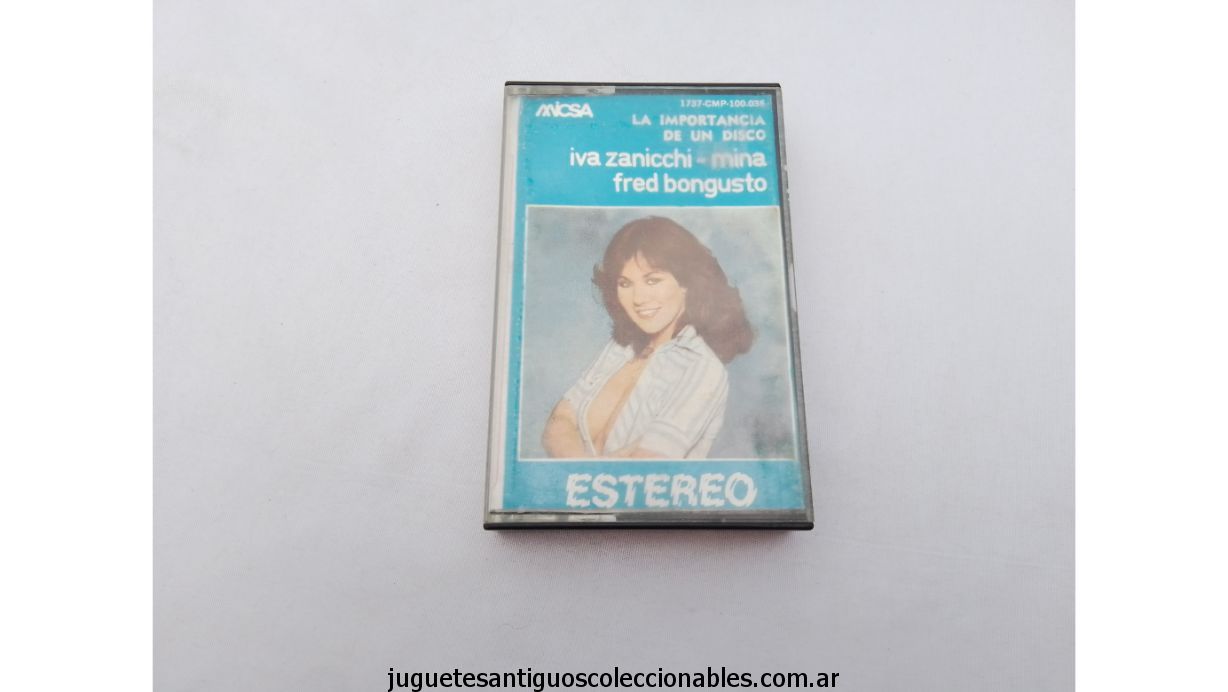 MICSA
1737-CMP-100.036
LA IMPORTANCIA
DE UN DISCO
iva zanicchi - mina
fred bongusto
ESTEREO
juguetesantiguoscoleccionables.com.ar